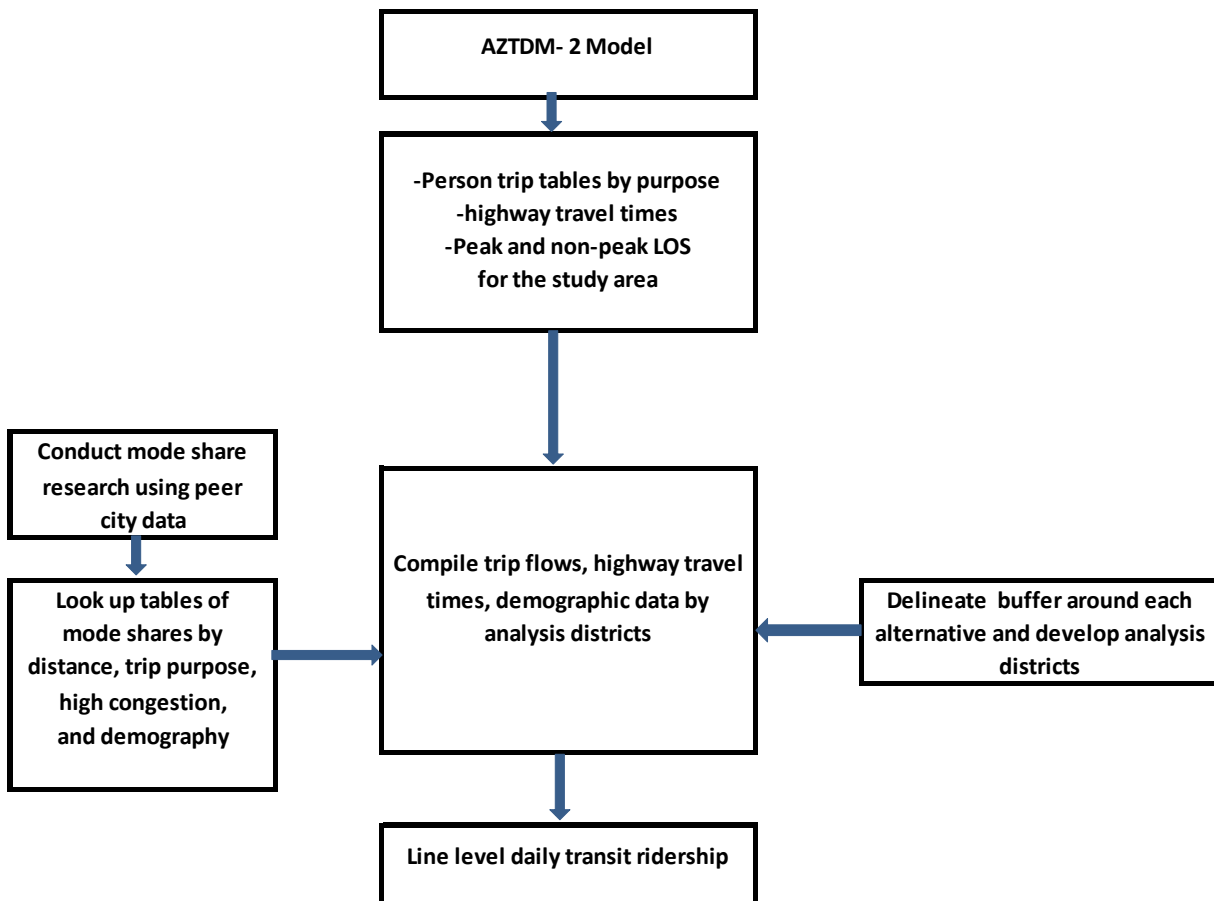 AZTDM- 2 Model
-Person trip tables by purpose
-highway travel times
-Peak and non-peak LOS
for the study area
Conduct mode share
research using peer
city data
Look up tables of
mode shares by
distance, trip purpose,
high congestion,
and demography
Compile trip flows, highway travel
times, demographic data by
analysis districts
Delineate buffer around each
alternative and develop analysis
districts
Line level daily transit ridership